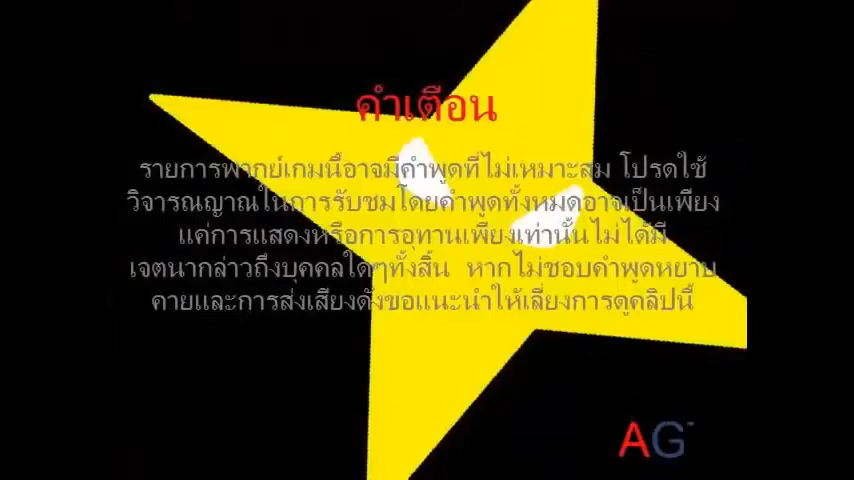 คำเตือน
รายการพากย์เกมนี้อาจมีคำพูดที่ไม่เหมาะสม โปรดใช้
วิจารณญาณในการรับชมโดยคำพูดทั้งหมดอาจเป็นเพียง
แค่การแสดงหรือการอุทานเพียงเท่านั้นไม่ได้มี
เจตนากล่าวถึงบุคคลใดๆทั้งสิ้น หากไม่ชอบคำพูดหยาบ
คายและการส่งเสียงดังขอแนะนำให้เลี่ยงการดูคลิปนี้
AG